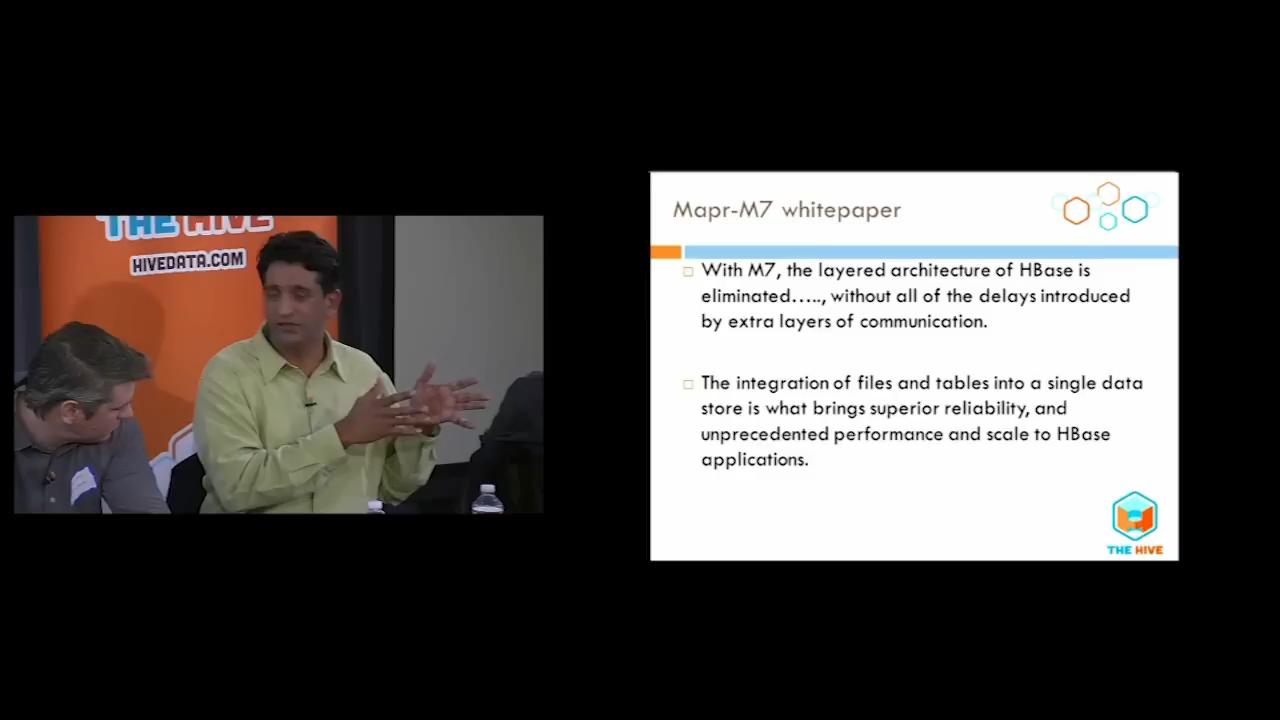 THE HIVE
HIVEDATA.COM
Mapr-M7 whitepaper
With M7, the layered architecture of HBase is
eliminated....., without all of the delays introduced
by extra layers of communication.
The integration of files and tables into a single data
store is what brings superior reliability, and
unprecedented performance and scale to HBase
applications.
THE HIVE